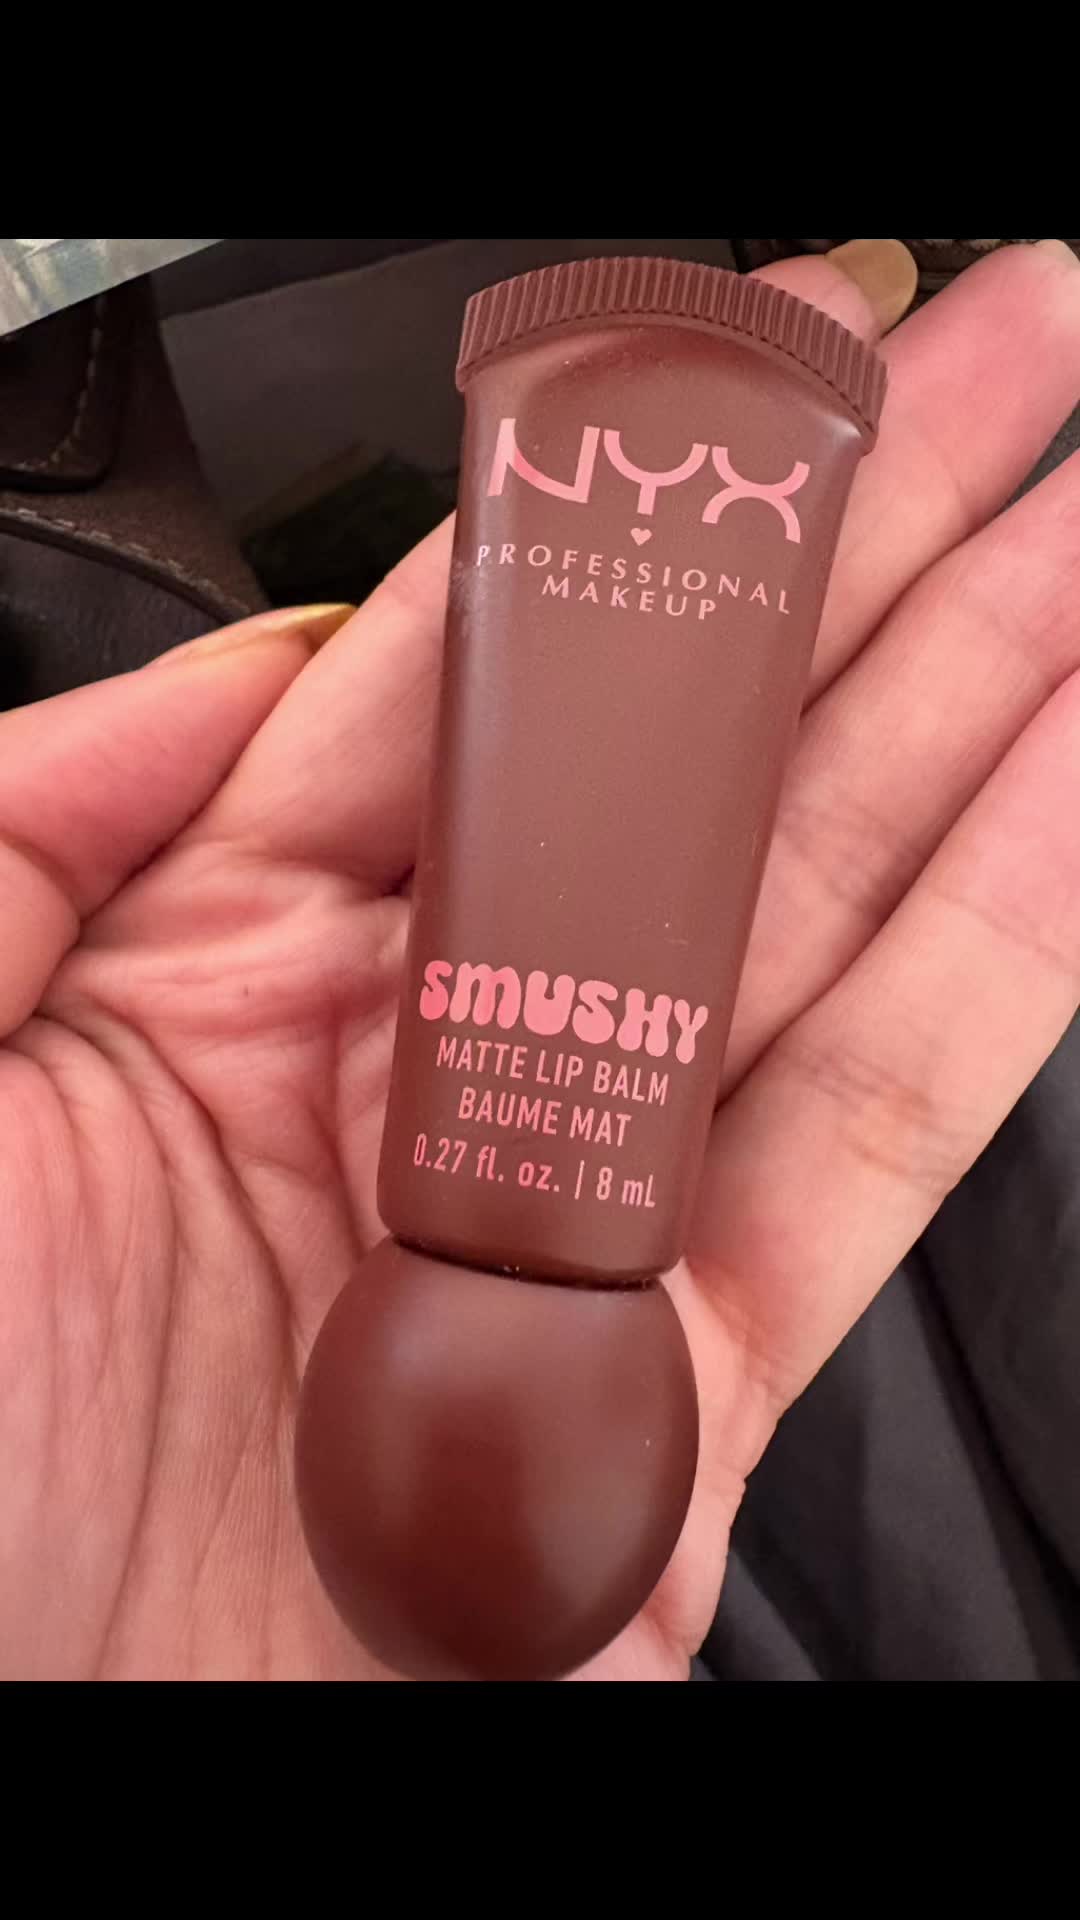 NYX
PROFESSIONAL
MAKEUP
SMUSHY
MATTE LIP BALM
BAUME MAT
0.27 fl. oz. | 8 mL